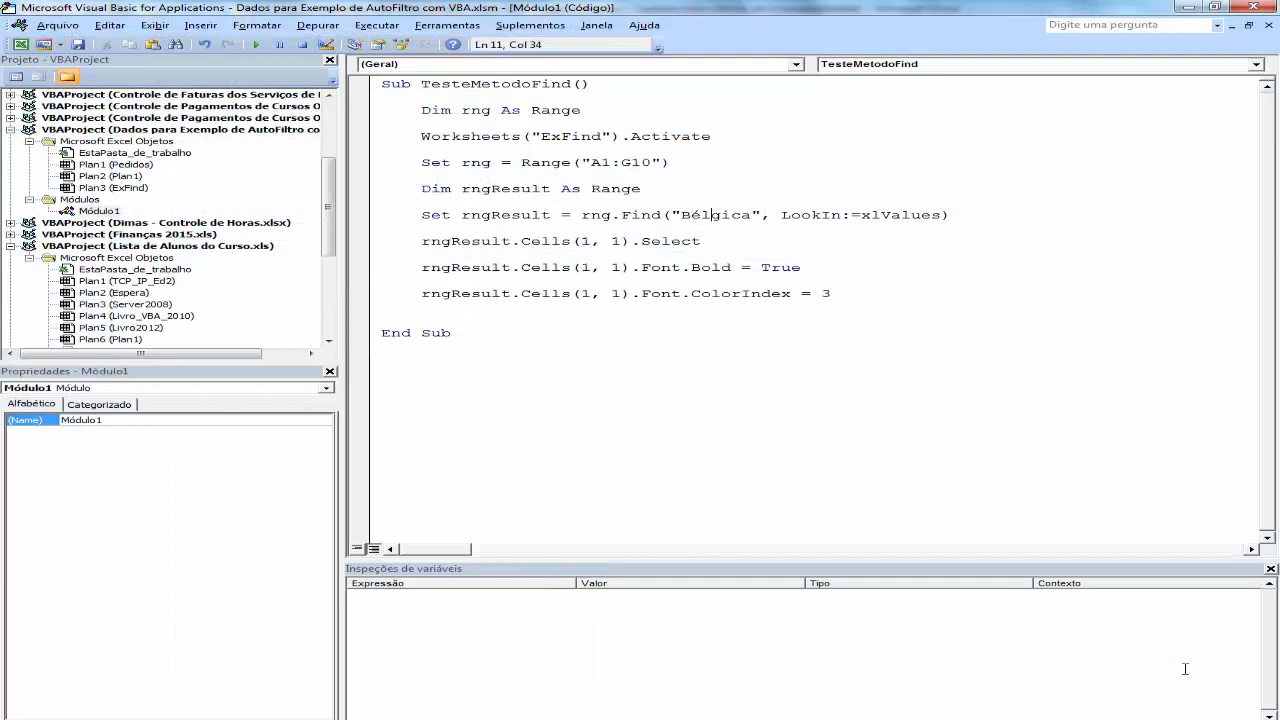 Microsoft Visual Basic for Applications - Dados para Exemplo de AutoFiltro com VBA.xlsm - [Módulo1 (Código)]
Arquivo Editar Exibir Inserir Formatar Depurar Executar Ferramentas Suplementos Janela Ajuda
Digite uma pergunta
Ln 11, Col 34
Projeto - VBAProject
VBAProject (Controle de Faturas dos Serviços de
VBAProject (Controle de Pagamentos de Cursos O
VBAProject (Controle de Pagamentos de Cursos O
VBAProject (Dados para Exemplo de AutoFiltro co
Microsoft Excel Objetos
EstaPasta_de_trabalho
Plan1 (Pedidos)
Plan2 (Plan1)
Plan3 (ExFind)
Módulos
Módulo1
VBAProject (Dimas - Controle de Horas.xlsx)
VBAProject (Finanças 2015.xls)
VBAProject (Lista de Alunos do Curso.xls)
Microsoft Excel Objetos
EstaPasta_de_trabalho
Plan1 (TCP_IP_Ed2)
Plan2 (Espera)
Plan3 (Server2008)
Plan4 (Livro_VBA_2010)
Plan5 (Livro2012)
Plan6 (Plan1)
Propriedades - Módulo1
Módulo1 Módulo
Alfabético Categorizado
(Name) Módulo1
(Geral) TesteMetodoFind
Sub TesteMetodoFind()
Dim rng As Range
Worksheets("ExFind").Activate
Set rng = Range("A1:G10")
Dim rngResult As Range
Set rngResult = rng.Find("Bélgica", LookIn:=xlValues)
rngResult.Cells(1, 1).Select
rngResult.Cells(1, 1).Font.Bold = True
rngResult.Cells(1, 1).Font.ColorIndex = 3
End Sub
Inspeções de variáveis
Expressão Valor Tipo Contexto